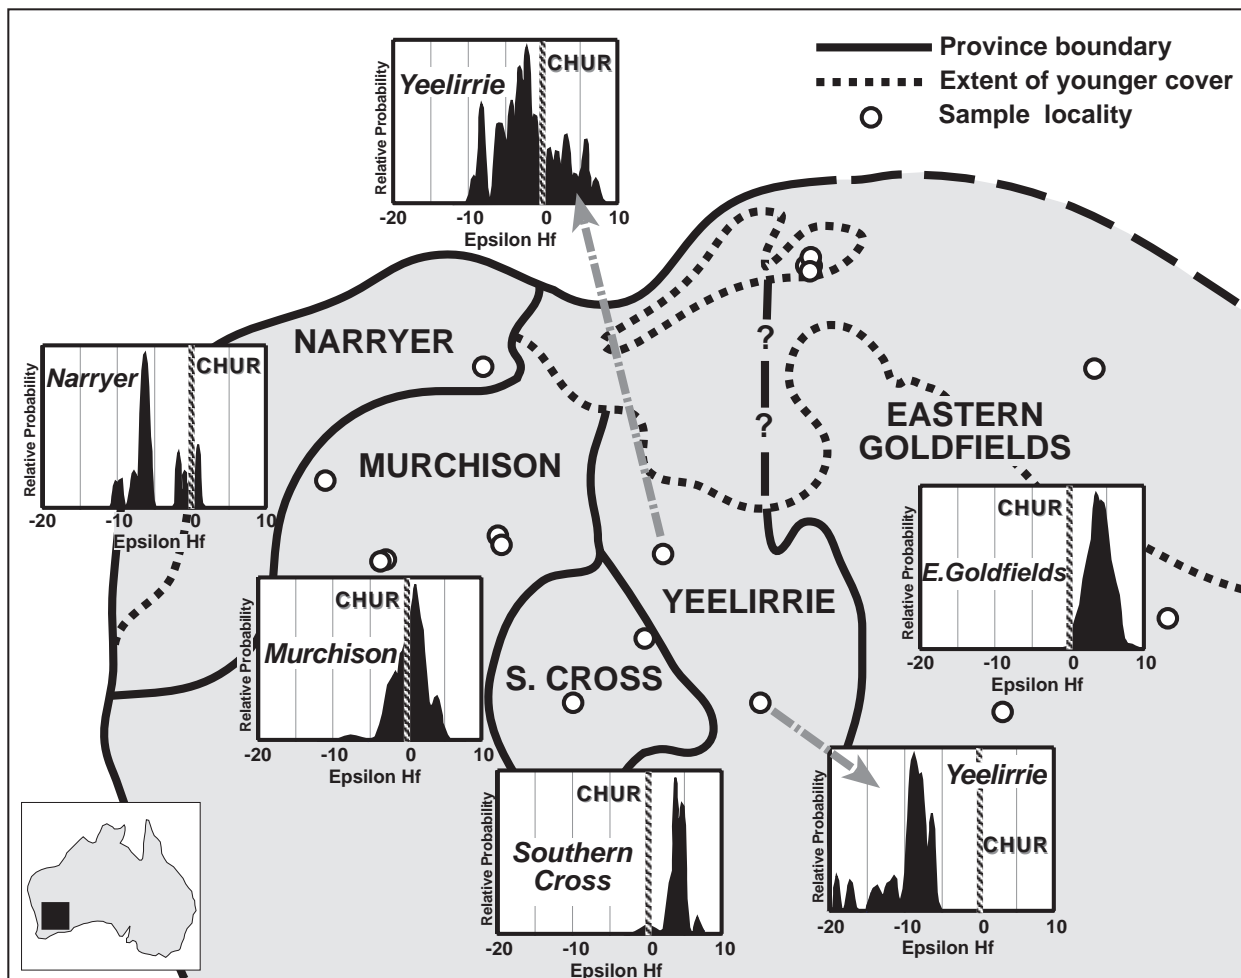 Province boundary
Extent of younger cover
Sample locality
Relative Probability
Yeelirrie
CHUR
-20
-10
0
10
Epsilon Hf
NARRYER
?
?
EASTERN
GOLDFIELDS
MURCHISON
YEELIRRIE
S. CROSS
Relative Probability
Narryer
CHUR
-20
-10
0
10
Epsilon Hf
Relative Probability
CHUR
E.Goldfields
-20
-10
0
10
Epsilon Hf
Relative Probability
CHUR
Murchison
-20
-10
0
10
Epsilon Hf
Relative Probability
CHUR
Southern
Cross
-20
-10
0
10
Epsilon Hf
Relative Probability
Yeelirrie
CHUR
-20
-10
0
10
Epsilon Hf